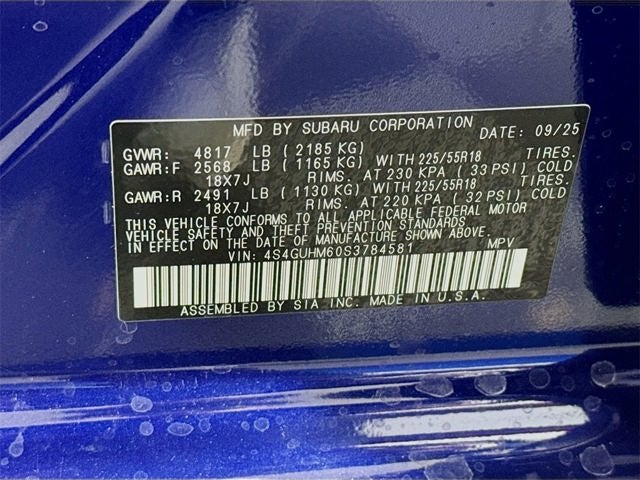 MFD BY SUBARU CORPORATION DATE: 09/25
GVWR: 4817 LB ( 2185 KG)
GAWR:F 2568 LB ( 1165 KG) WITH 225/55R18 TIRES.
18X7J RIMS. AT 230 KPA ( 33 PSI) COLD
GAWR:R 2491 LB ( 1130 KG) WITH 225/55R18 TIRES.
18X7J RIMS. AT 220 KPA ( 32 PSI) COLD
THIS VEHICLE CONFORMS TO ALL APPLICABLE FEDERAL MOTOR
VEHICLE SAFETY AND THEFT PREVENTION STANDARDS
IN EFFECT ON THE DATE OF MANUFACTURE SHOWN ABOVE.
VIN: 4S4GUHM60S3784581 MPV
ASSEMBLED BY SIA INC. MADE IN U.S.A.